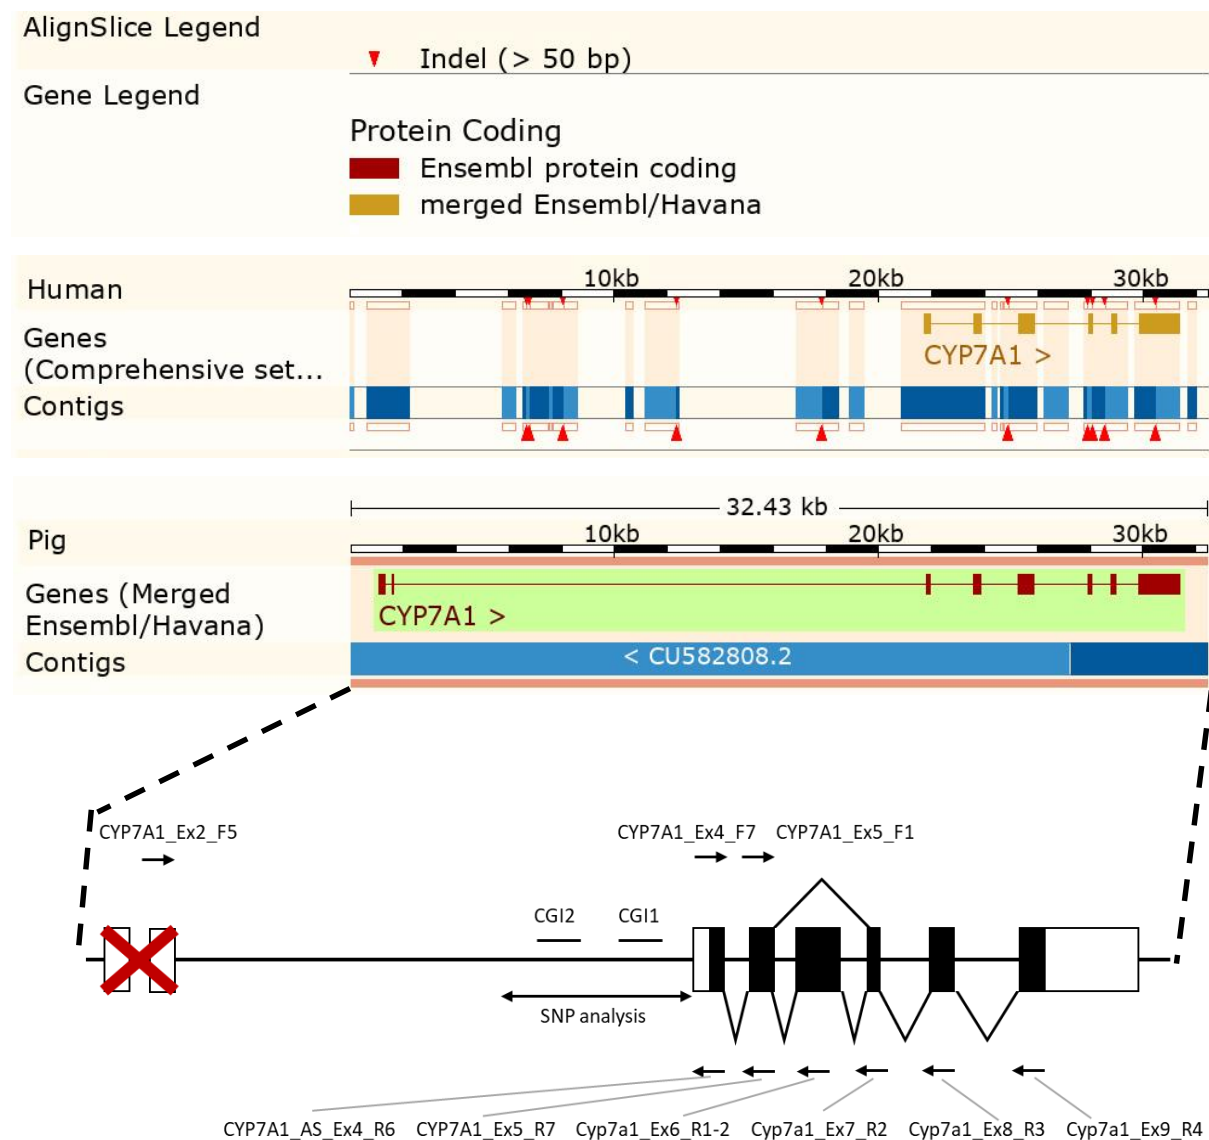 AlignSlice Legend
Indel (> 50 bp)
Gene Legend
Protein Coding
Ensembl protein coding
merged Ensembl/Havana
Human
10kb 20kb 30kb
Genes
(Comprehensive set...
CYP7A1 >
Contigs
32.43 kb
Pig
10kb 20kb 30kb
Genes (Merged
Ensembl/Havana)
CYP7A1 >
Contigs
< CU582808.2
CYP7A1_Ex2_F5 CYP7A1_Ex4_F7 CYP7A1_Ex5_F1
CGI2 CGI1
SNP analysis
CYP7A1_AS_Ex4_R6 CYP7A1_Ex5_R7 Cyp7a1_Ex6_R1-2 Cyp7a1_Ex7_R2 Cyp7a1_Ex8_R3 Cyp7a1_Ex9_R4